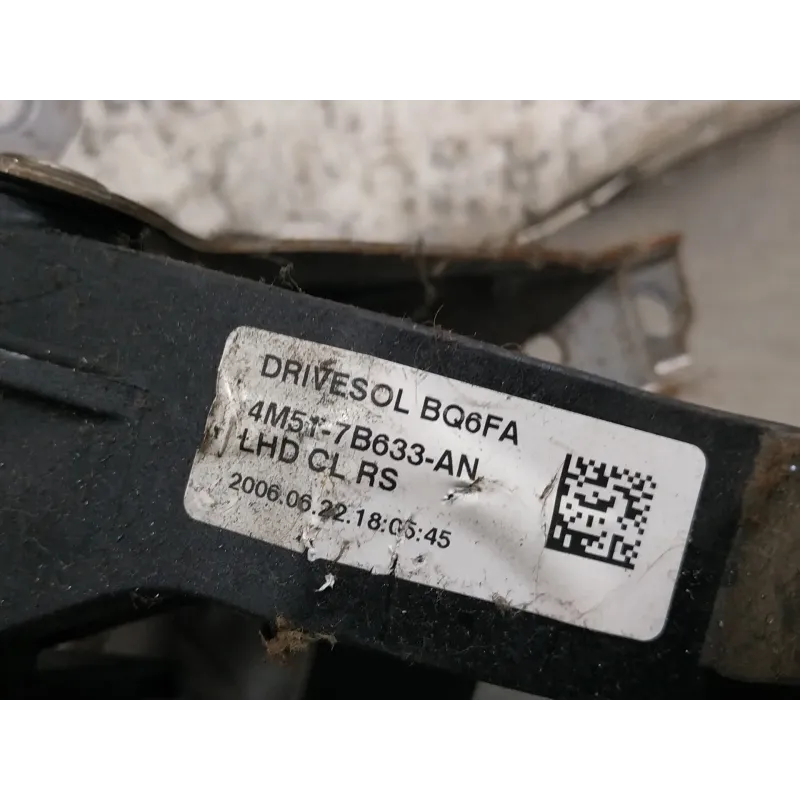 DRIVESOL BQ6FA
4M51-7B633-AN
LHD CL RS
2006.06.22.18:05:45